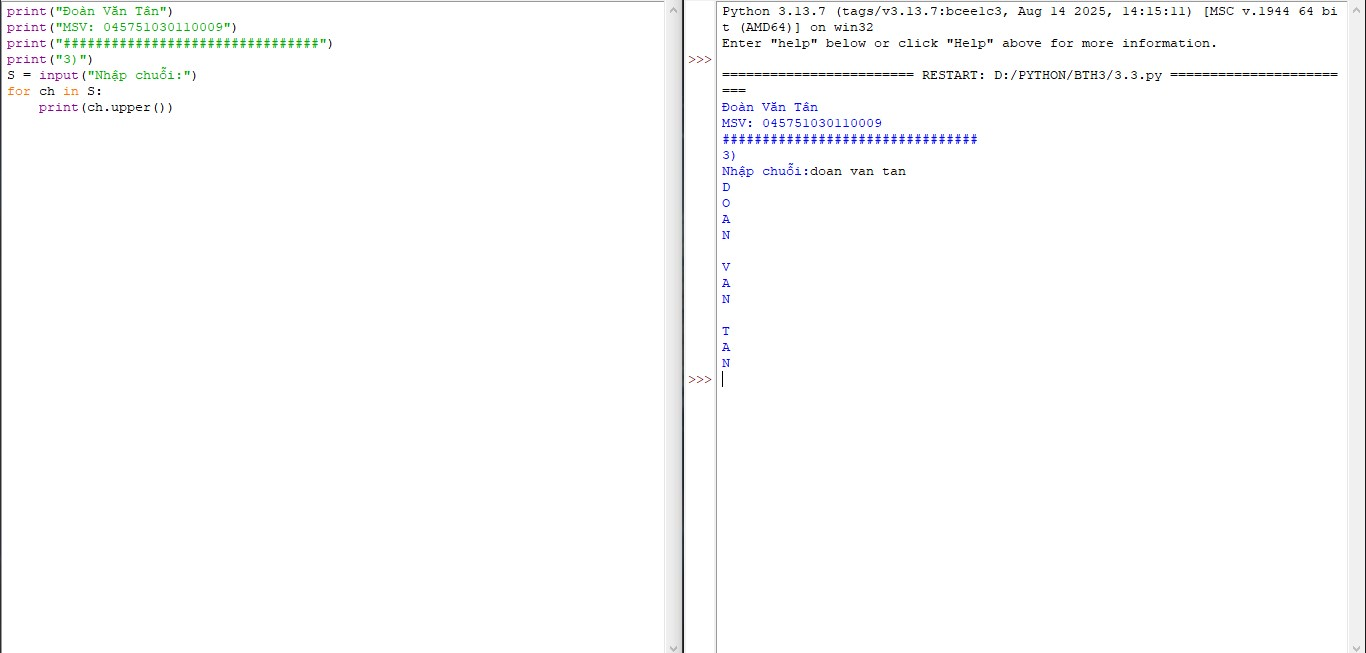 print("Đoàn Văn Tân")
print("MSV: 045751030110009")
print("################################")
print("3)")
S = input("Nhập chuỗi:")
for ch in S:
    print(ch.upper())
Python 3.13.7 (tags/v3.13.7:bcee1c3, Aug 14 2025, 14:15:11) [MSC v.1944 64 bi
t (AMD64)] on win32
Enter "help" below or click "Help" above for more information.
>>>
======================== RESTART: D:/PYTHON/BTH3/3.3.py =====================
===
Đoàn Văn Tân
MSV: 045751030110009
################################
3)
Nhập chuỗi:doan van tan
D
O
A
N
V
A
N
T
A
N
>>>